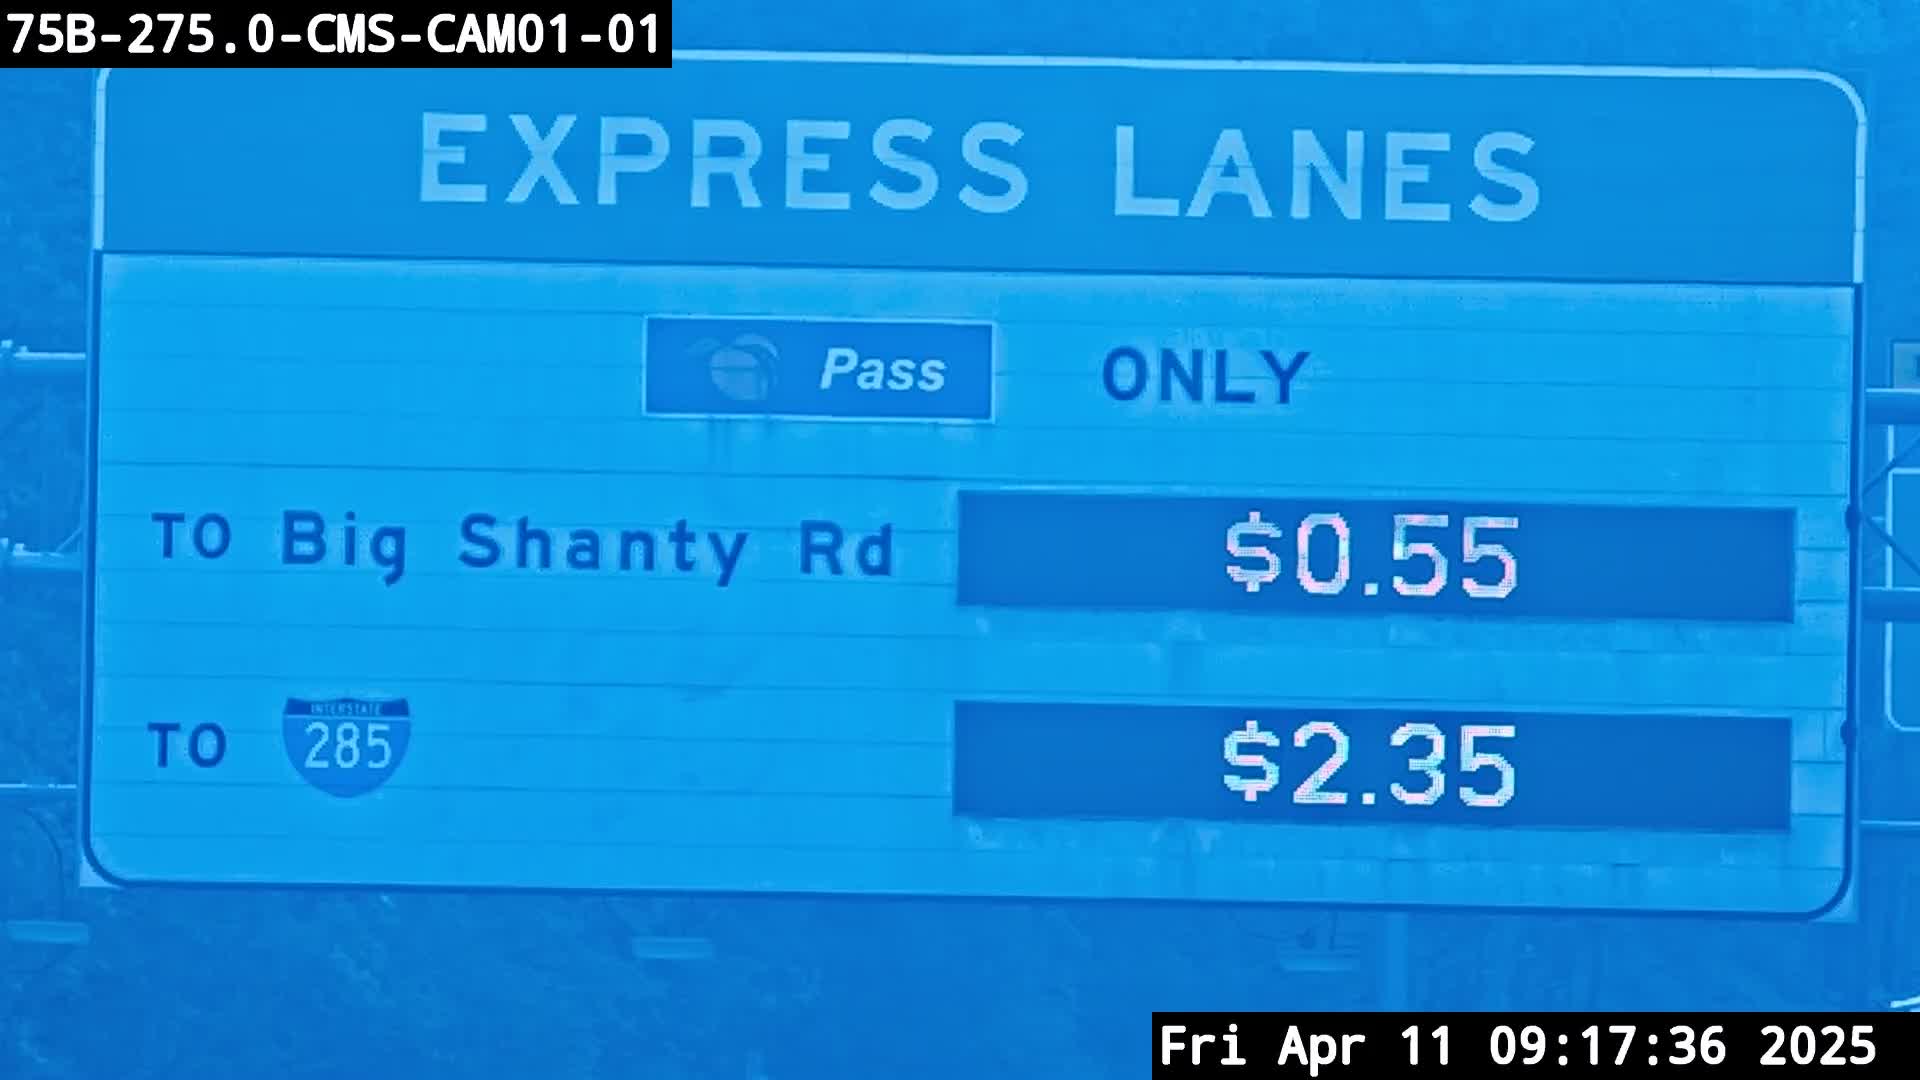 75B-275.0-CMS-CAM01-01
EXPRESS LANES
Pass ONLY
TO Big Shanty Rd $0.55
TO INTERSTATE 285 $2.35
Fri Apr 11 09:17:36 2025